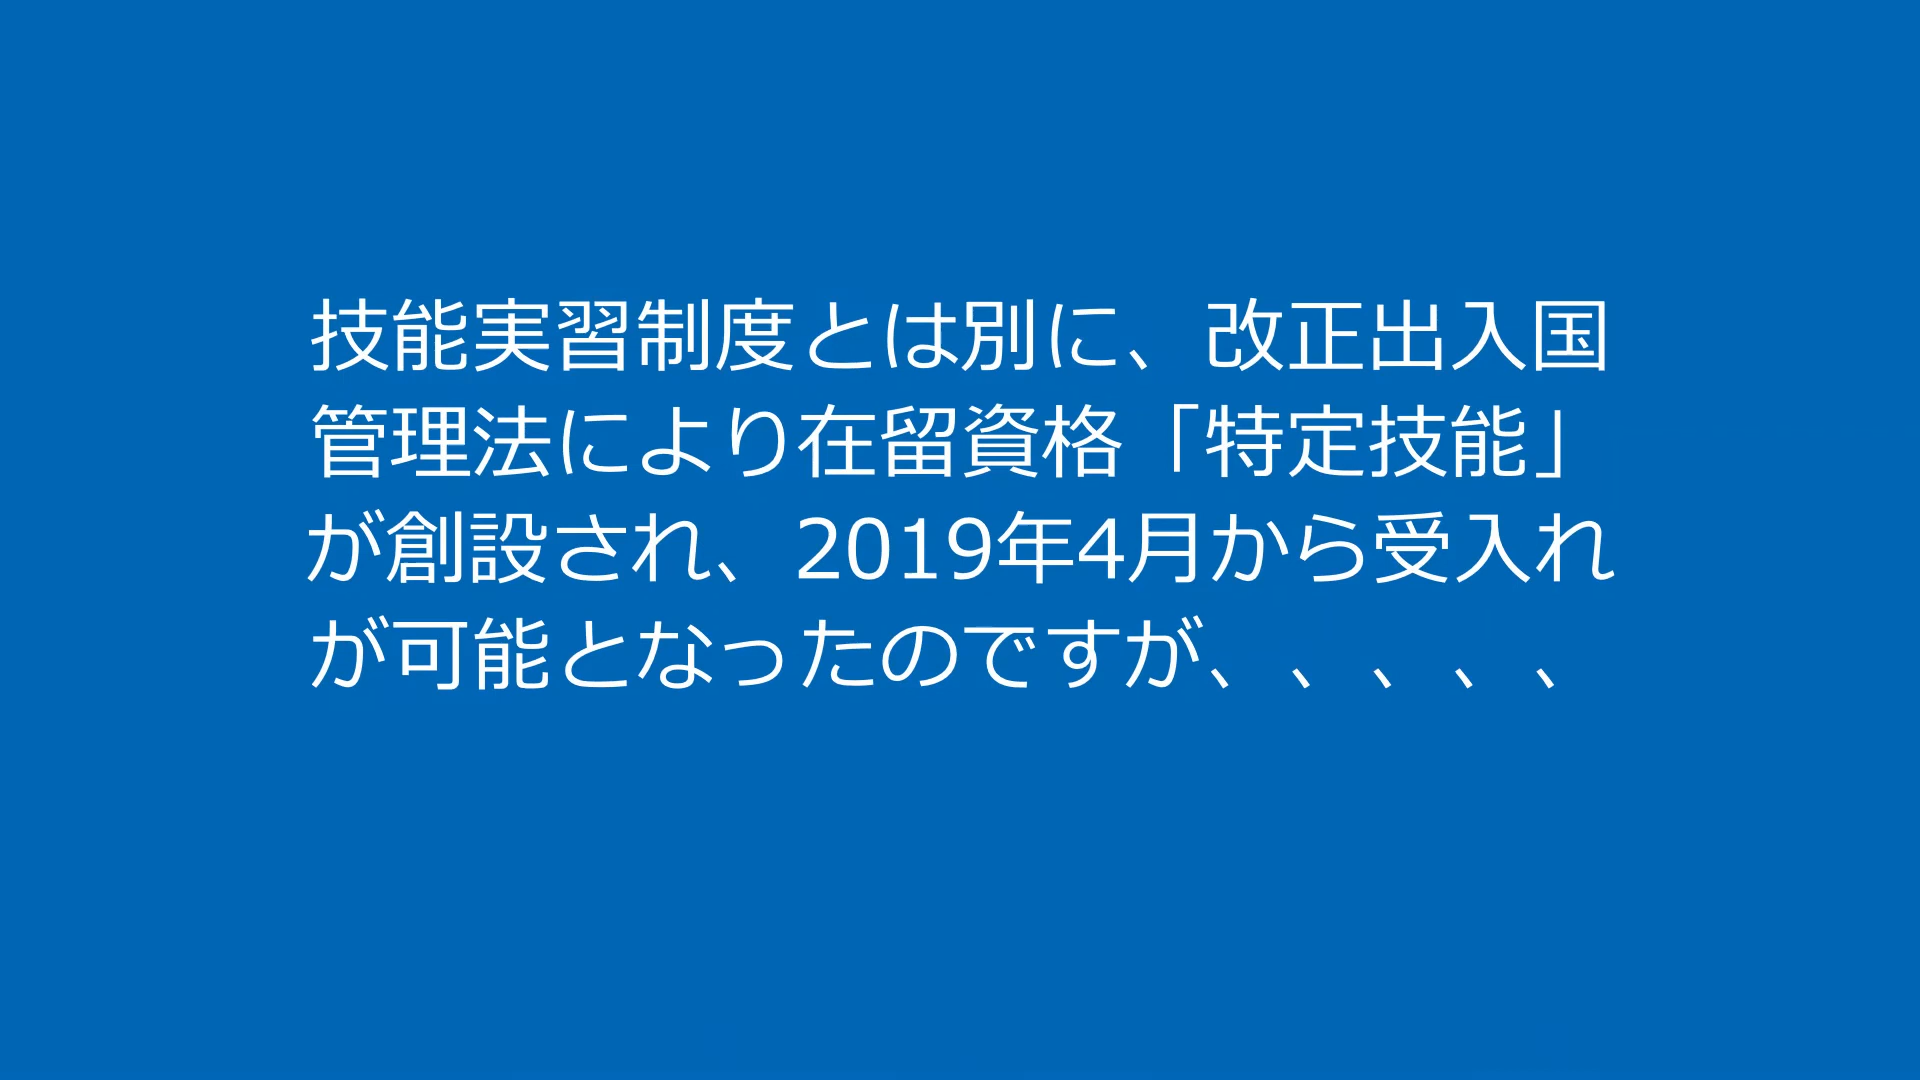 技能実習制度とは別に、改正出入国
管理法により在留資格「特定技能」
が創設され、2019年4月から受入れ
が可能となったのですが、、、、、